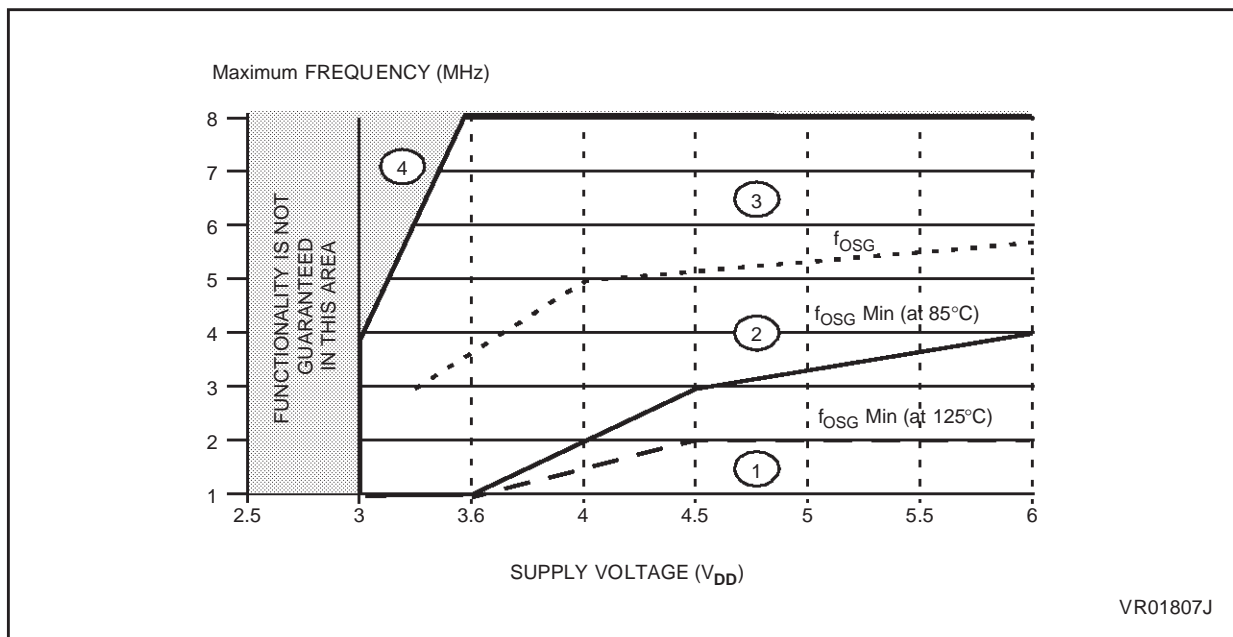 Maximum FREQUENCY (MHz)
8
7
6
5
4
3
2
1
FUNCTIONALITY IS NOT
GUARANTEED
IN THIS AREA
4
3
fOSG
fOSG Min (at 85°C)
2
fOSG Min (at 125°C)
1
2.5 3 3.6 4 4.5 5 5.5 6
SUPPLY VOLTAGE (VDD)
VR01807J